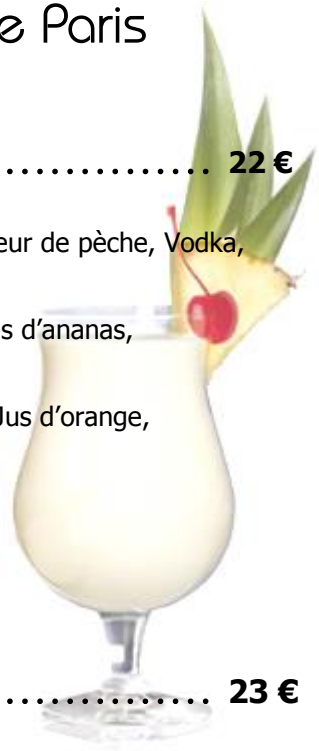 e Paris
.............. 22 €
eur de pèche, Vodka,
s d’ananas,
Jus d’orange,
.............. 23 €